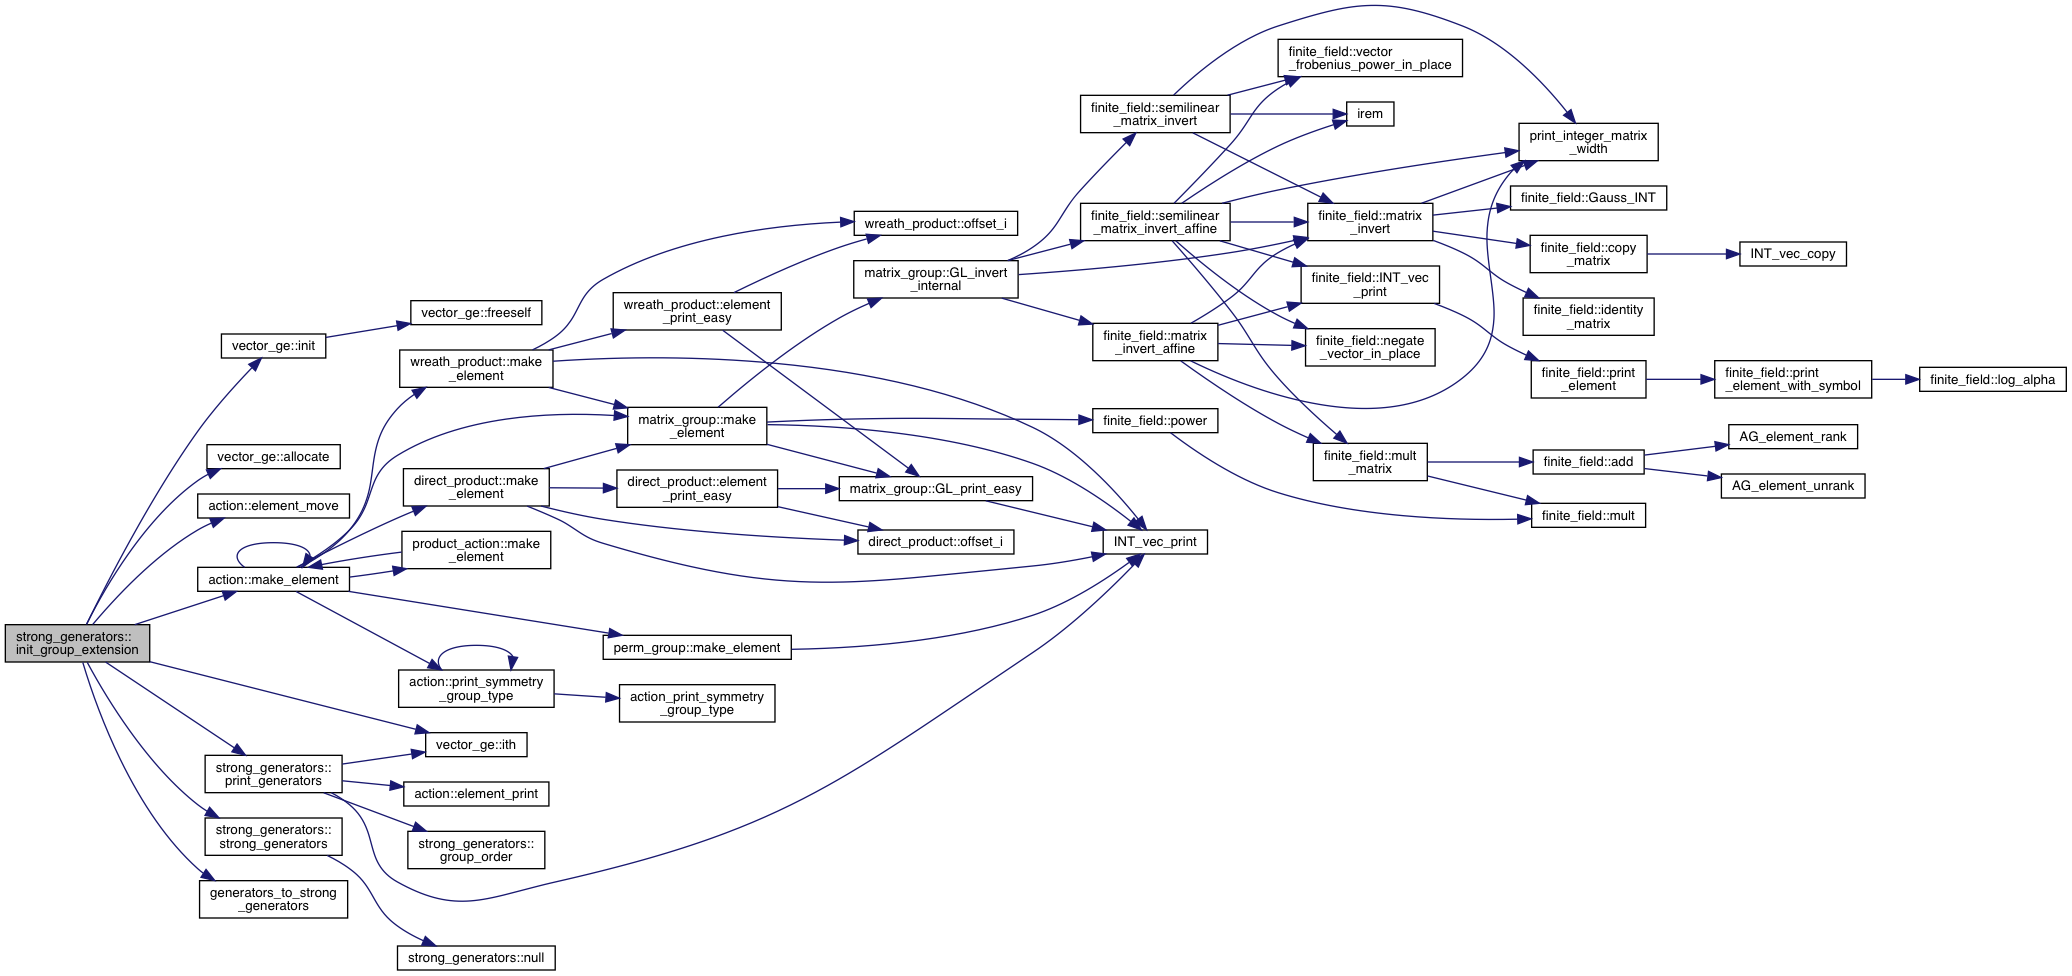 strong_generators::
init_group_extension
vector_ge::init
vector_ge::freeself
vector_ge::allocate
action::element_move
action::make_element
wreath_product::make
_element
direct_product::make
_element
product_action::make
_element
action::print_symmetry
_group_type
vector_ge::ith
strong_generators::
print_generators
action::element_print
strong_generators::
group_order
strong_generators::
strong_generators
generators_to_strong
_generators
strong_generators::null
wreath_product::element
_print_easy
matrix_group::make
_element
direct_product::element
_print_easy
perm_group::make_element
action_print_symmetry
_group_type
wreath_product::offset_i
matrix_group::GL_invert
_internal
matrix_group::GL_print_easy
direct_product::offset_i
finite_field::semilinear
_matrix_invert
finite_field::semilinear
_matrix_invert_affine
finite_field::matrix
_invert_affine
finite_field::power
INT_vec_print
finite_field::vector
_frobenius_power_in_place
irem
finite_field::matrix
_invert
finite_field::INT_vec
_print
finite_field::negate
_vector_in_place
finite_field::mult
_matrix
print_integer_matrix
_width
finite_field::Gauss_INT
finite_field::copy
_matrix
finite_field::identity
_matrix
finite_field::print
_element
finite_field::add
finite_field::mult
INT_vec_copy
finite_field::print
_element_with_symbol
finite_field::log_alpha
AG_element_rank
AG_element_unrank